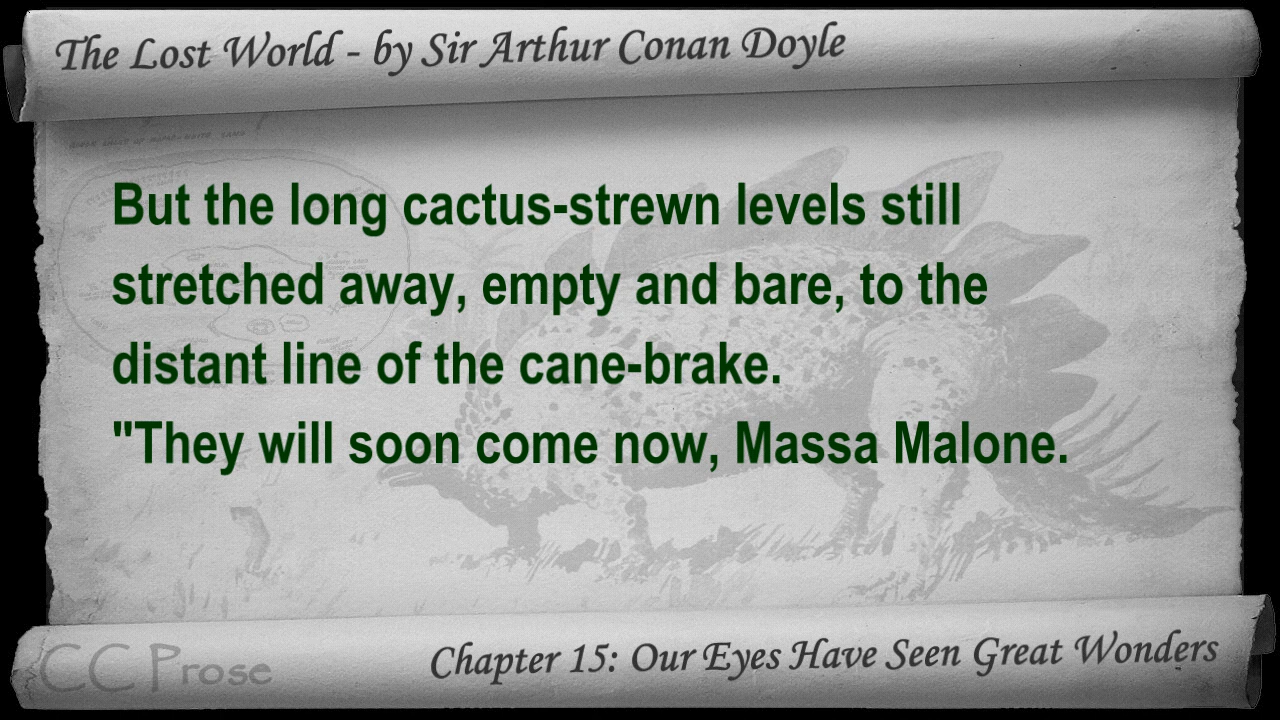 The Lost World - by Sir Arthur Conan Doyle
But the long cactus-strewn levels still
stretched away, empty and bare, to the
distant line of the cane-brake.
"They will soon come now, Massa Malone.
CC Prose
Chapter 15: Our Eyes Have Seen Great Wonders